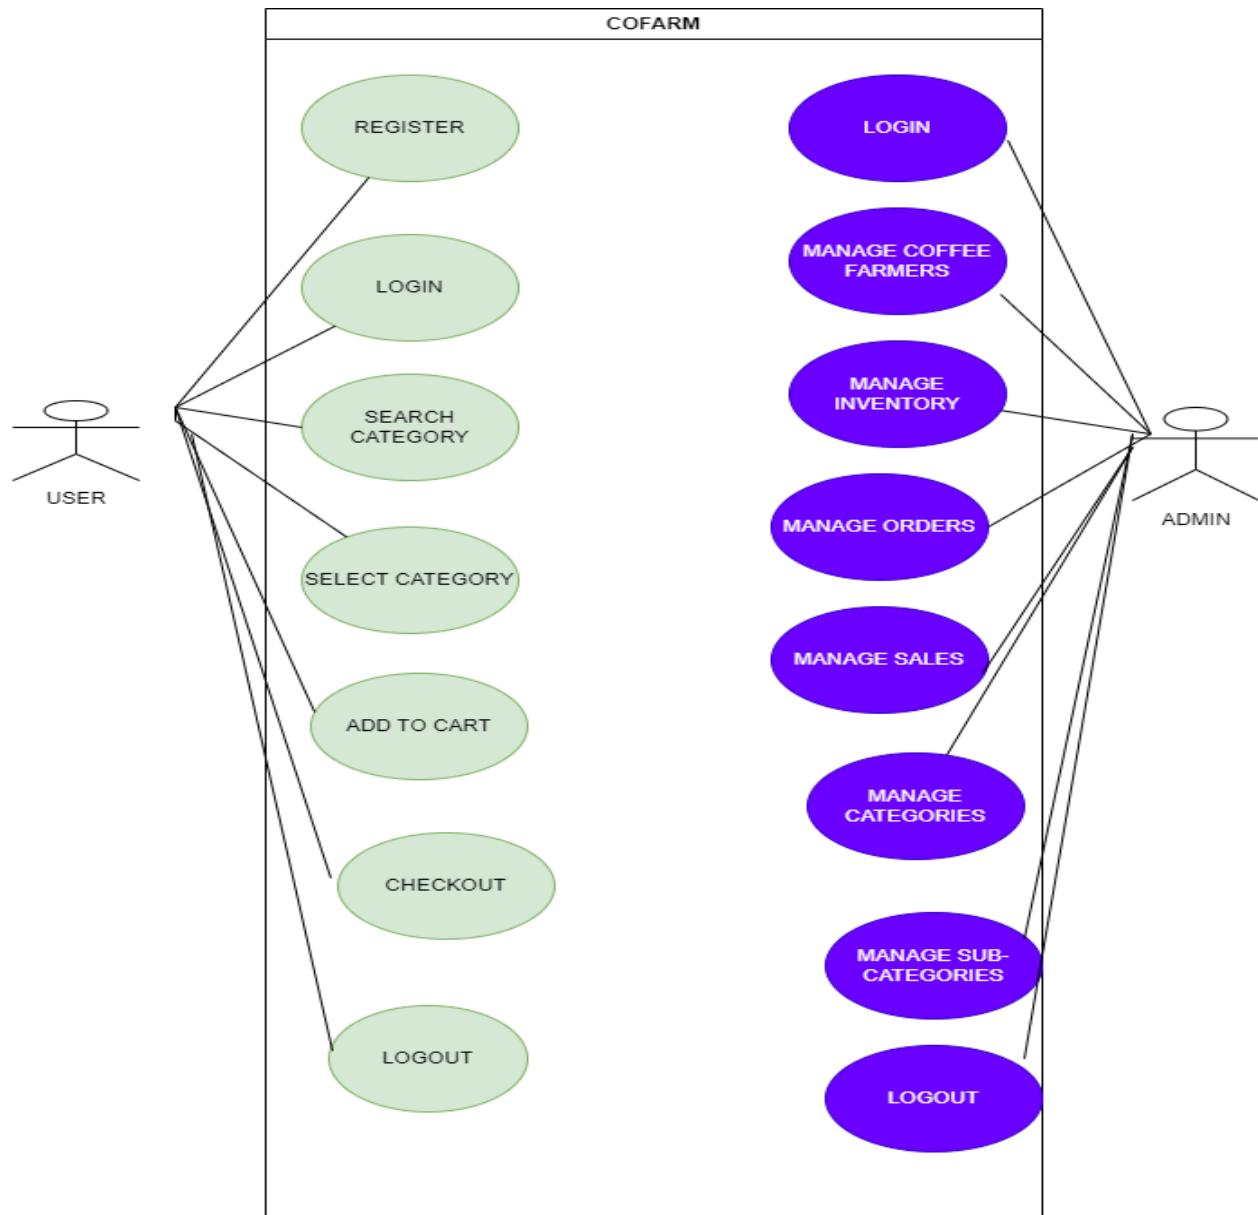 COFARM
REGISTER
LOGIN
SEARCH
CATEGORY
SELECT CATEGORY
ADD TO CART
CHECKOUT
LOGOUT
USER
LOGIN
MANAGE COFFEE
FARMERS
MANAGE
INVENTORY
MANAGE ORDERS
MANAGE SALES
MANAGE
CATEGORIES
MANAGE SUB-
CATEGORIES
LOGOUT
ADMIN